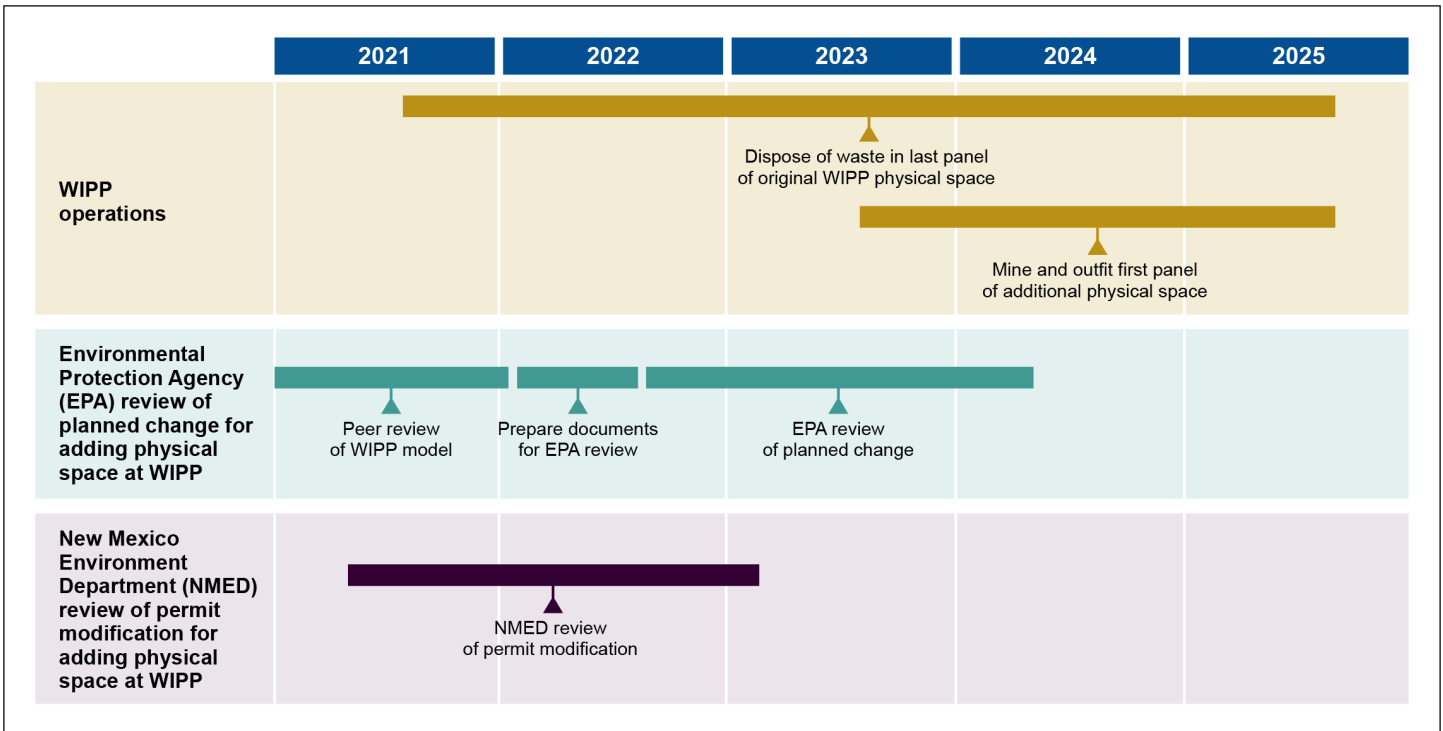 2021
2022
2023
2024
2025
WIPP
operations
Dispose of waste in last panel
of original WIPP physical space
Mine and outfit first panel
of additional physical space
Environmental
Protection Agency
(EPA) review of
planned change for
adding physical
space at WIPP
Peer review
of WIPP model
Prepare documents
for EPA review
EPA review
of planned change
New Mexico
Environment
Department (NMED)
review of permit
modification for
adding physical
space at WIPP
NMED review
of permit modification